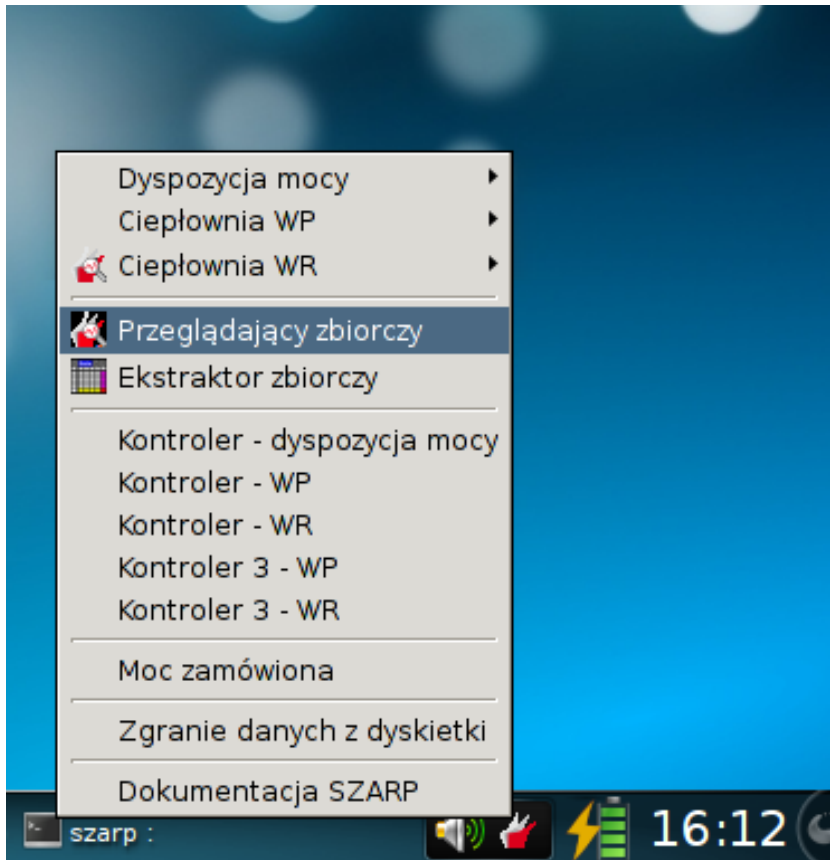 Dyspozycja mocy
Ciepłownia WP
Ciepłownia WR
Przeglądający zbiorczy
Ekstraktor zbiorczy
Kontroler - dyspozycja mocy
Kontroler - WP
Kontroler - WR
Kontroler 3 - WP
Kontroler 3 - WR
Moc zamówiona
Zgranie danych z dyskietki
Dokumentacja SZARP
szarp :
16:12